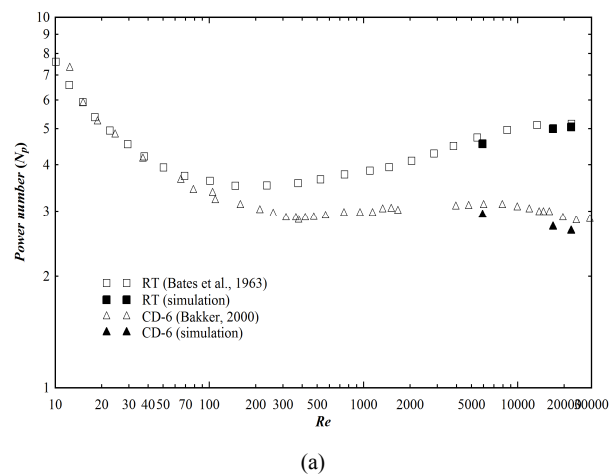 10
9
8
7
6
5
4
3
2
1
Power number (Np)
RT (Bates et al., 1963)
RT (simulation)
CD-6 (Bakker, 2000)
CD-6 (simulation)
10 20 30 40 50 70 100 200 300 500 1000 2000 5000 10000 20000 30000
Re
(a)